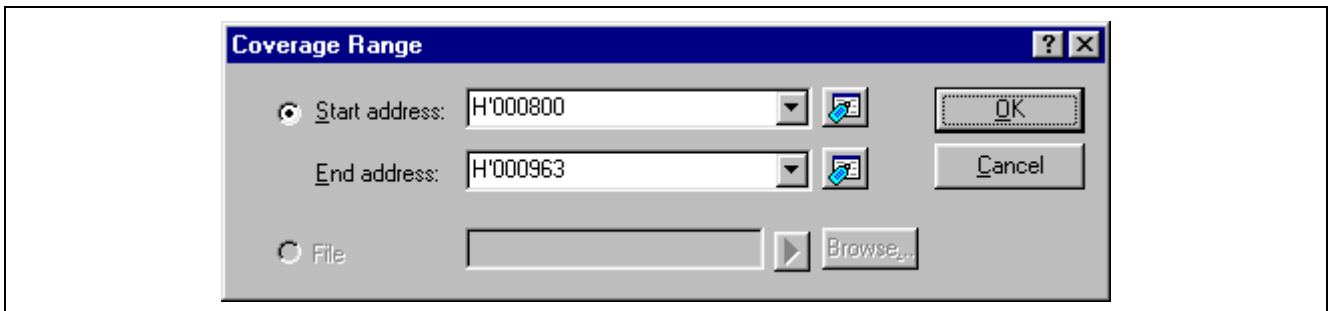 Coverage Range
Start address: H'000800 OK
End address: H'000963 Cancel
File Browse...